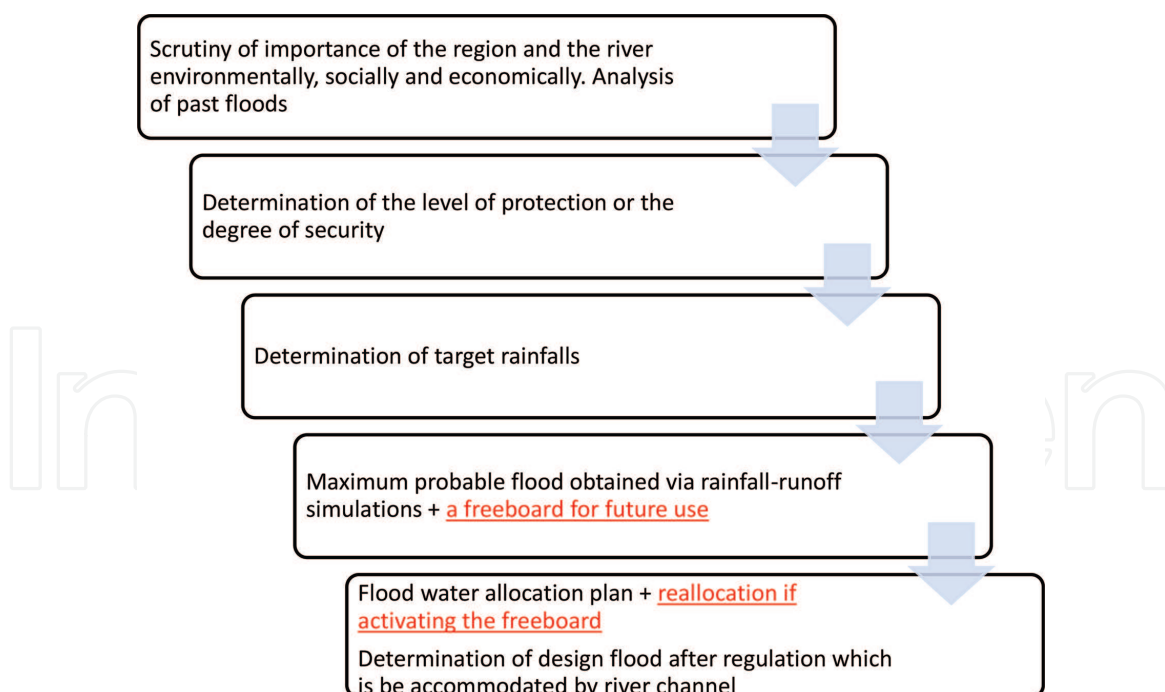 Scrutiny of importance of the region and the river
environmentally, socially and economically. Analysis
of past floods
Determination of the level of protection or the
degree of security
Determination of target rainfalls
Maximum probable flood obtained via rainfall-runoff
simulations + a freeboard for future use
Flood water allocation plan + reallocation if
activating the freeboard
Determination of design flood after regulation which
is be accommodated by river channel